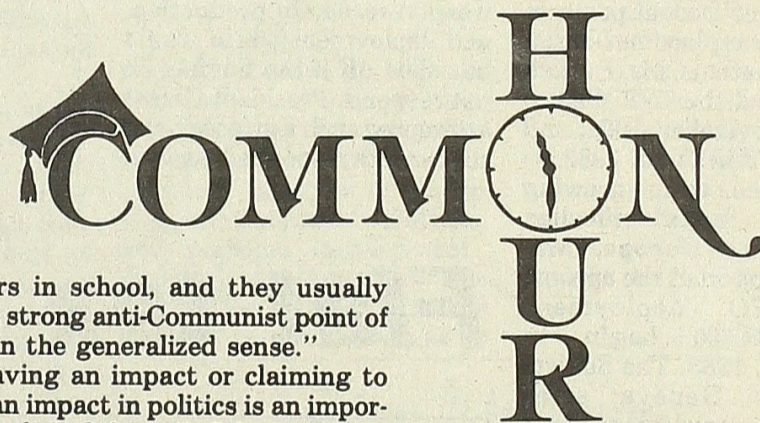 COMMON
HOUR
rs in school, and they usually
strong anti-Communist point of
n the generalized sense."
aving an impact or claiming to
an impact in politics is an impor-